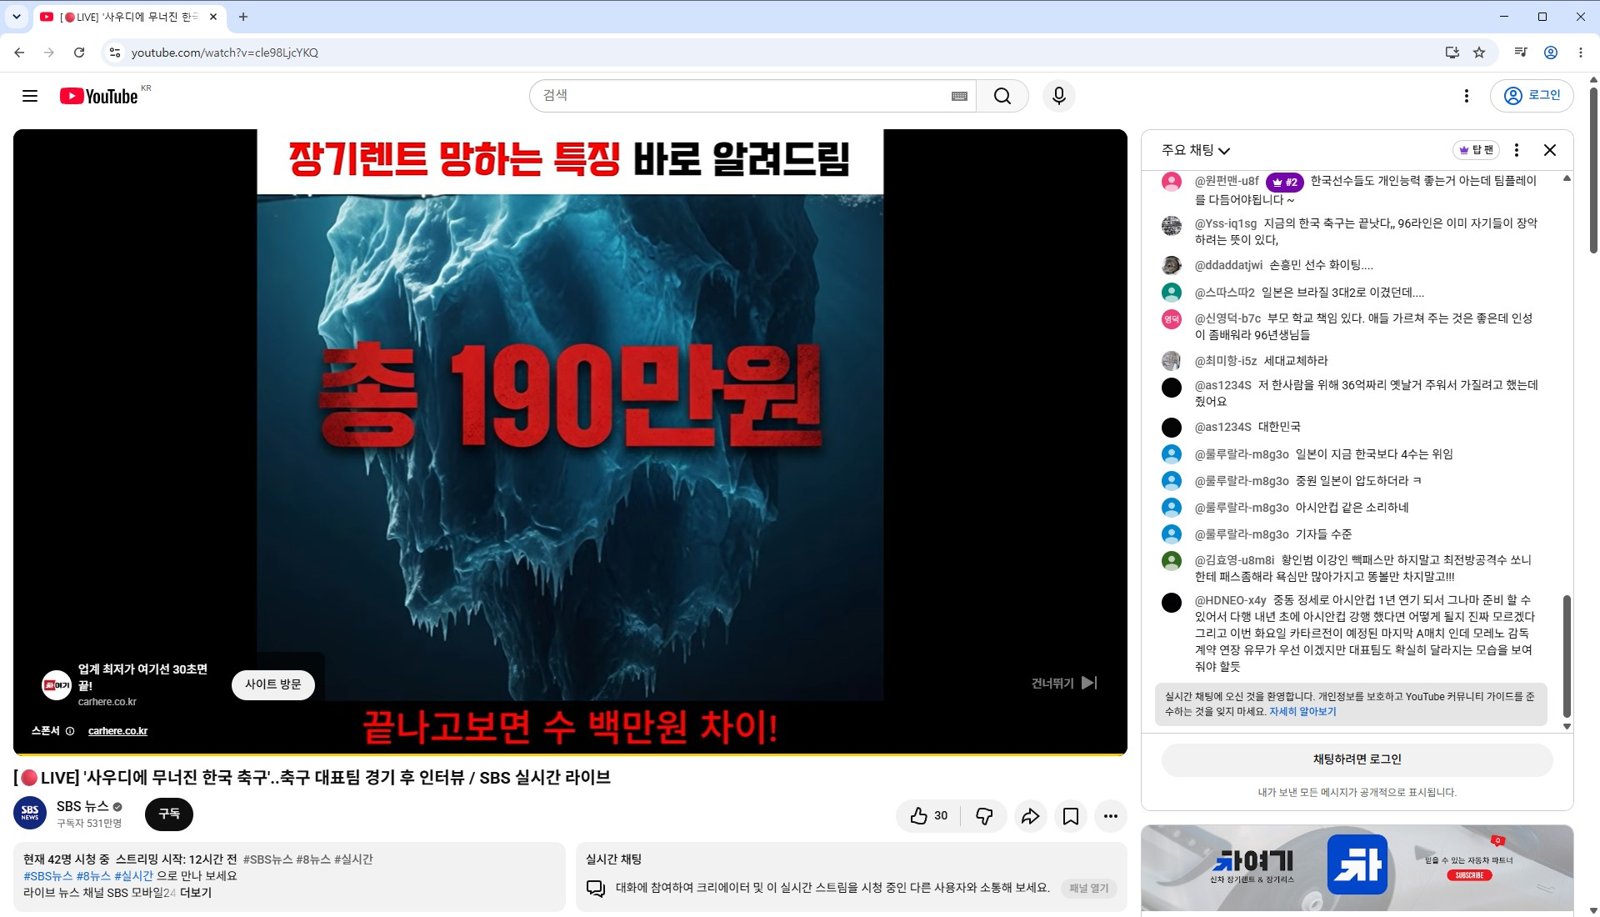 [🔴LIVE] '사우디에 무너진 한국
youtube.com/watch?v=cle98LjcYKQ
YouTube KR
검색
로그인
장기렌트 망하는 특징 바로 알려드림
총 190만원
업계 최저가 여기선 30초면
끝!
carhere.co.kr
사이트 방문
건너뛰기
끝나고보면 수 백만원 차이!
스폰서
carhere.co.kr
[🔴LIVE] '사우디에 무너진 한국 축구'..축구 대표팀 경기 후 인터뷰 / SBS 실시간 라이브
SBS NEWS
SBS 뉴스
구독자 531만명
구독
30
현재 42명 시청 중 스트리밍 시작: 12시간 전 #SBS뉴스 #8뉴스 #실시간
#SBS뉴스 #8뉴스 #실시간 으로 만나 보세요
라이브 뉴스 채널 SBS 모바일24 더보기
실시간 채팅
대화에 참여하여 크리에이터 및 이 실시간 스트림을 시청 중인 다른 사용자와 소통해 보세요.
패널 열기
주요 채팅
탑 팬
@원펀맨-u8f #2 한국선수들도 개인능력 좋는거 아는데 팀플레이
를 다듬어야됩니다 ~
@Yss-iq1sg 지금의 한국 축구는 끝낫다,, 96라인은 이미 자기들이 장악
하려는 뜻이 있다,
@ddaddatjwi 손흥민 선수 화이팅....
@스따스따2 일본은 브라질 3대2로 이겼던데....
영덕
@신영덕-b7c 부모 학교 책임 있다. 애들 가르쳐 주는 것은 좋은데 인성
이 좀배워라 96년생님들
@최미항-i5z 세대교체하라
@as1234S 저 한사람을 위해 36억짜리 옛날거 주워서 가질려고 했는데
줬어요
@as1234S 대한민국
@룰루랄라-m8g3o 일본이 지금 한국보다 4수는 위임
@룰루랄라-m8g3o 중원 일본이 압도하더라 ㅋ
@룰루랄라-m8g3o 아시안컵 같은 소리하네
@룰루랄라-m8g3o 기자들 수준
@김효영-u8m8i 황인범 이강인 빽패스만 하지말고 최전방공격수 쏘니
한테 패스좀해라 욕심만 많아가지고 똥볼만 차지말고!!!
@HDNEO-x4y 중동 정세로 아시안컵 1년 연기 되서 그나마 준비 할 수
있어서 다행 내년 초에 아시안컵 강행 했다면 어떻게 될지 진짜 모르겠다
그리고 이번 화요일 카타르전이 예정된 마지막 A매치 인데 모레노 감독
계약 연장 유무가 우선 이겠지만 대표팀도 확실히 달라지는 모습을 보여
줘야 할듯
실시간 채팅에 오신 것을 환영합니다. 개인정보를 보호하고 YouTube 커뮤니티 가이드를 준
수하는 것을 잊지 마세요. 자세히 알아보기
채팅하려면 로그인
내가 보낸 모든 메시지가 공개적으로 표시됩니다.
차여기
신차 장기렌트 & 장기리스
차
믿을 수 있는 자동차 파트너
SUBSCRIBE